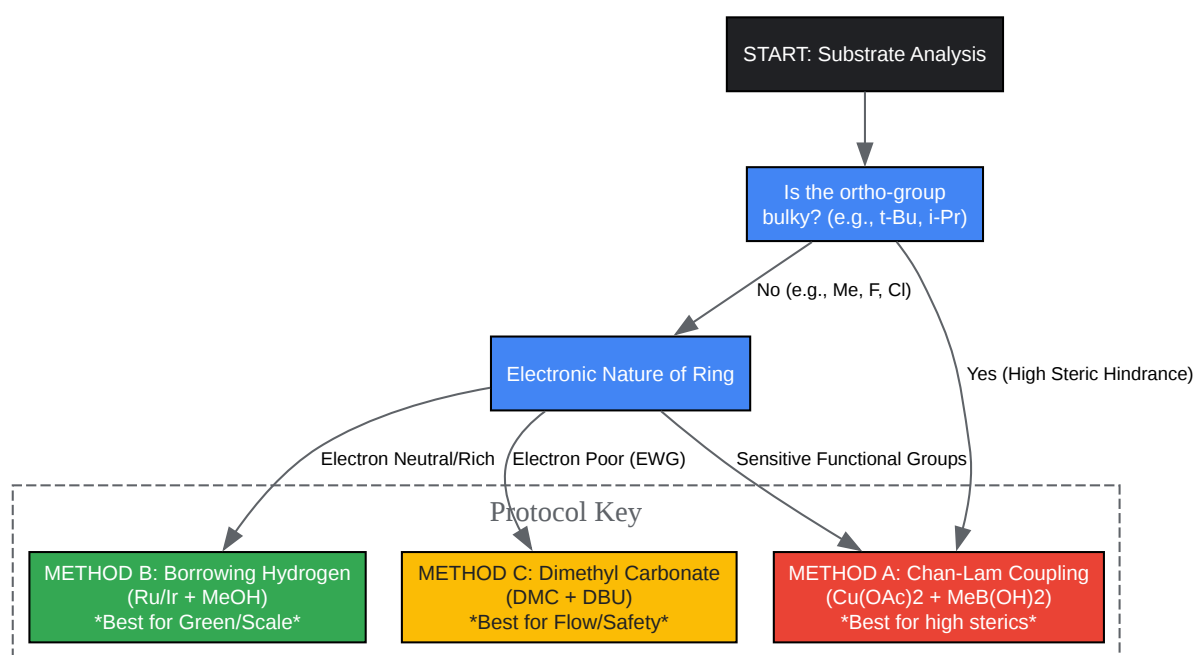 START: Substrate Analysis
Is the ortho-group
bulky? (e.g., t-Bu, i-Pr)
No (e.g., Me, F, Cl)
Electronic Nature of Ring
Yes (High Steric Hindrance)
Electron Neutral/Rich
Electron Poor (EWG)
Sensitive Functional Groups
Protocol Key
METHOD B: Borrowing Hydrogen
(Ru/Ir + MeOH)
*Best for Green/Scale*
METHOD C: Dimethyl Carbonate
(DMC + DBU)
*Best for Flow/Safety*
METHOD A: Chan-Lam Coupling
(Cu(OAc)2 + MeB(OH)2)
*Best for high sterics*